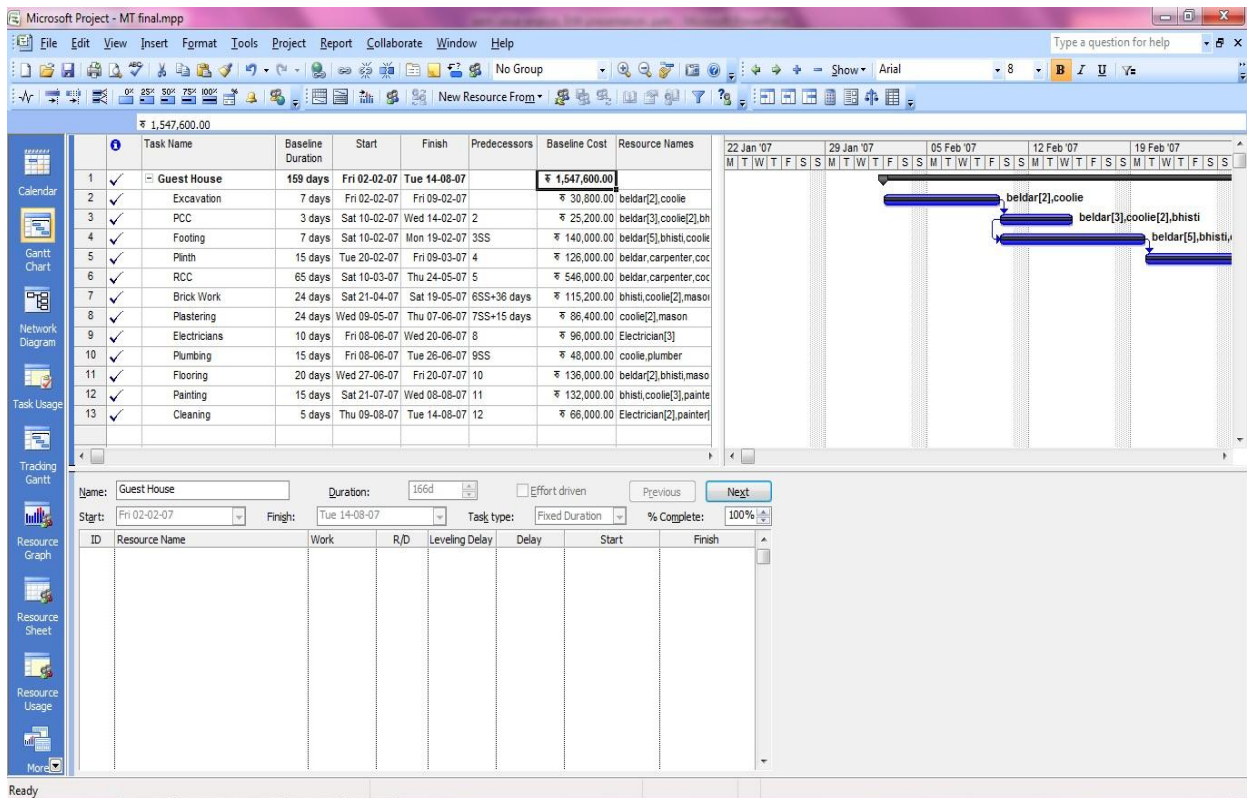 Microsoft Project - MT final.mpp
File Edit View Insert Format Tools Project Report Collaborate Window Help
Type a question for help
No Group
Show
Arial
8
B I U
0% 25% 50% 75% 100%
New Resource From
₹ 1,547,600.00
Task Name Baseline Duration Start Finish Predecessors Baseline Cost Resource Names
22 Jan '07 29 Jan '07 05 Feb '07 12 Feb '07 19 Feb '07
M T W T F S S M T W T F S S M T W T F S S M T W T F S S M T W T F S S
1 Guest House 159 days Fri 02-02-07 Tue 14-08-07 ₹ 1,547,600.00
2 Excavation 7 days Fri 02-02-07 Fri 09-02-07 ₹ 30,800.00 beldar[2],coolie
3 PCC 3 days Sat 10-02-07 Wed 14-02-07 2 ₹ 25,200.00 beldar[3],coolie[2],bh
4 Footing 7 days Sat 10-02-07 Mon 19-02-07 3SS ₹ 140,000.00 beldar[5],bhisti,coolie
5 Plinth 15 days Tue 20-02-07 Fri 09-03-07 4 ₹ 126,000.00 beldar,carpenter,coc
6 RCC 65 days Sat 10-03-07 Thu 24-05-07 5 ₹ 546,000.00 beldar,carpenter,coc
7 Brick Work 24 days Sat 21-04-07 Sat 19-05-07 6SS+36 days ₹ 115,200.00 bhisti,coolie[2],mason
8 Plastering 24 days Wed 09-05-07 Thu 07-06-07 7SS+15 days ₹ 86,400.00 coolie[2],mason
9 Electricians 10 days Fri 08-06-07 Wed 20-06-07 8 ₹ 96,000.00 Electrician[3]
10 Plumbing 15 days Fri 08-06-07 Tue 26-06-07 9SS ₹ 48,000.00 coolie,plumber
11 Flooring 20 days Wed 27-06-07 Fri 20-07-07 10 ₹ 136,000.00 beldar[2],bhisti,maso
12 Painting 15 days Sat 21-07-07 Wed 08-08-07 11 ₹ 132,000.00 bhisti,coolie[3],painte
13 Cleaning 5 days Thu 09-08-07 Tue 14-08-07 12 ₹ 66,000.00 Electrician[2],painter[
beldar[2],coolie
beldar[3],coolie[2],bhisti
beldar[5],bhisti,
Calendar
Gantt Chart
Network Diagram
Task Usage
Tracking Gantt
Resource Graph
Resource Sheet
Resource Usage
More
Name: Guest House Duration: 166d Effort driven Previous Next
Start: Fri 02-02-07 Finish: Tue 14-08-07 Task type: Fixed Duration % Complete: 100%
ID Resource Name Work R/D Leveling Delay Delay Start Finish
Ready